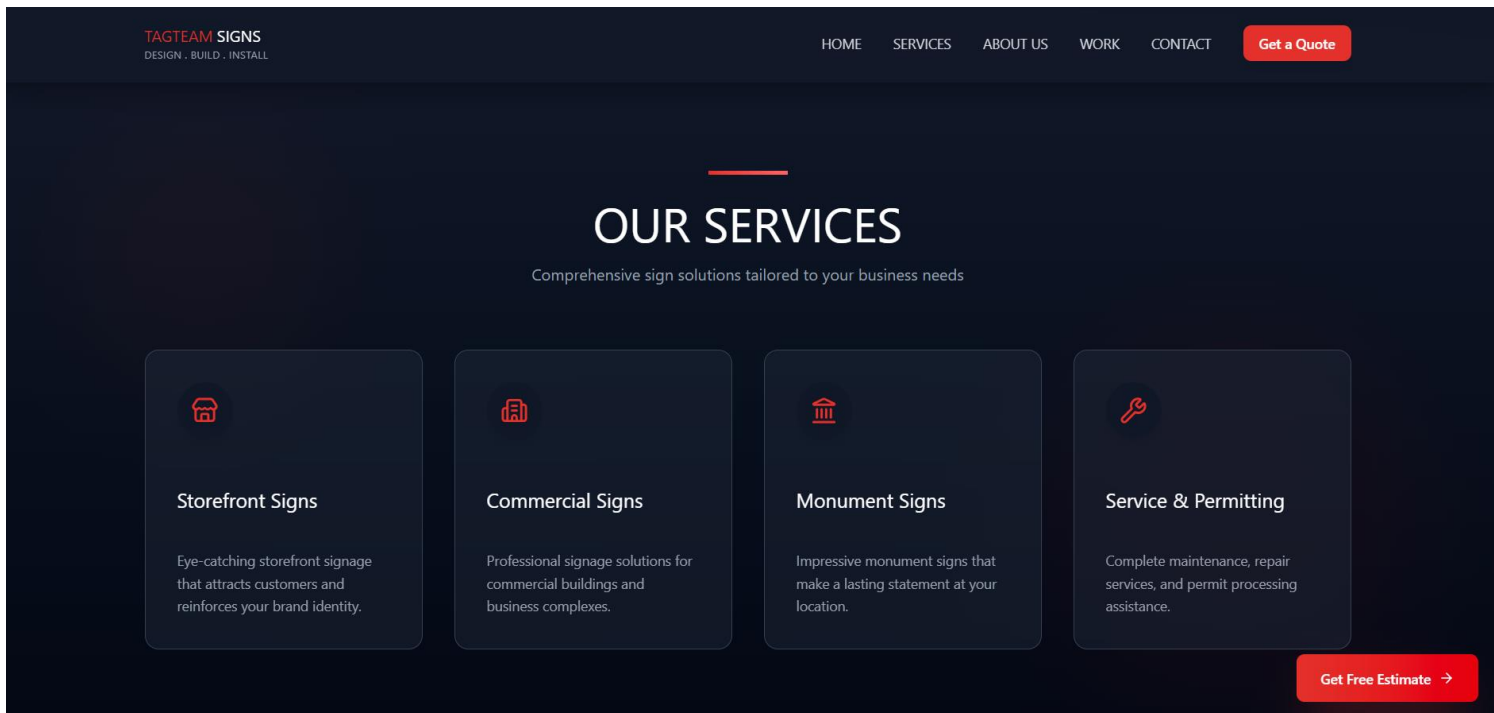 TAGTEAM SIGNS
DESIGN . BUILD . INSTALL
HOME
SERVICES
ABOUT US
WORK
CONTACT
Get a Quote
OUR SERVICES
Comprehensive sign solutions tailored to your business needs
Storefront Signs
Eye-catching storefront signage
that attracts customers and
reinforces your brand identity.
Commercial Signs
Professional signage solutions for
commercial buildings and
business complexes.
Monument Signs
Impressive monument signs that
make a lasting statement at your
location.
Service & Permitting
Complete maintenance, repair
services, and permit processing
assistance.
Get Free Estimate →